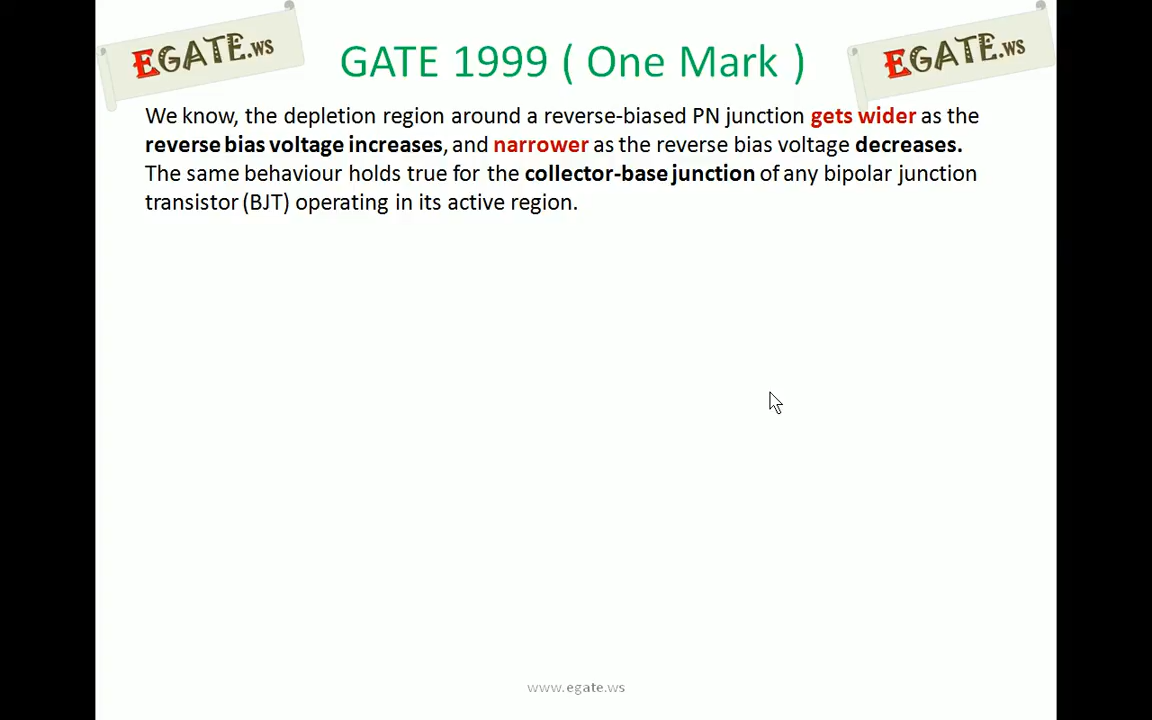 EGATE.ws
GATE 1999 ( One Mark )
EGATE.ws
We know, the depletion region around a reverse-biased PN junction gets wider as the
reverse bias voltage increases, and narrower as the reverse bias voltage decreases.
The same behaviour holds true for the collector-base junction of any bipolar junction
transistor (BJT) operating in its active region.
www.egate.ws